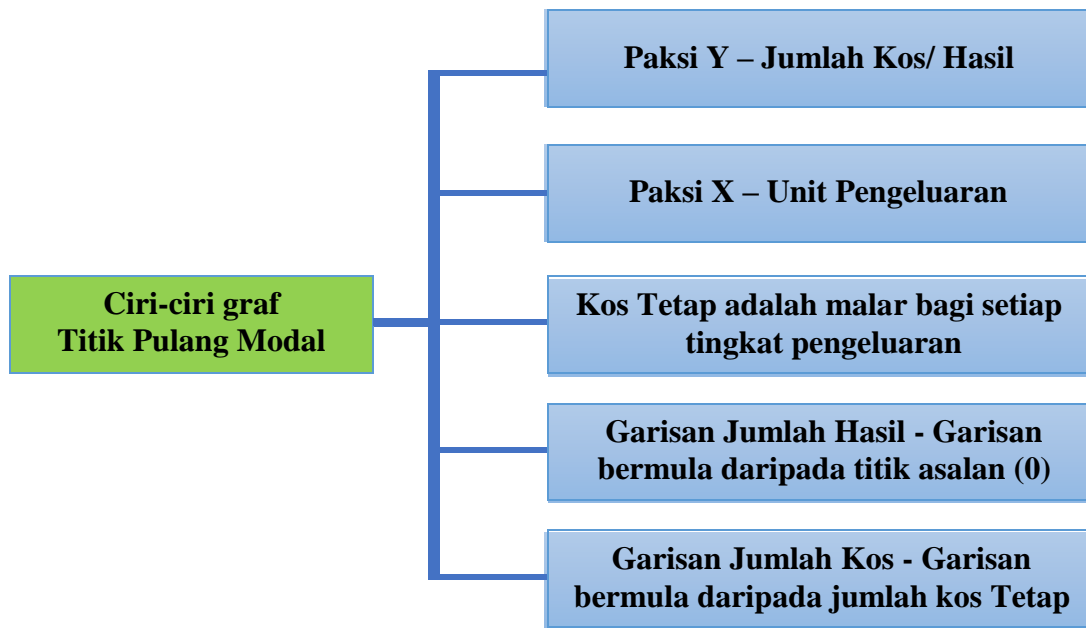 Paksi Y – Jumlah Kos/ Hasil
Paksi X – Unit Pengeluaran
Ciri-ciri graf
Titik Pulang Modal
Kos Tetap adalah malar bagi setiap
tingkat pengeluaran
Garisan Jumlah Hasil - Garisan
bermula daripada titik asalan (0)
Garisan Jumlah Kos - Garisan
bermula daripada jumlah kos Tetap